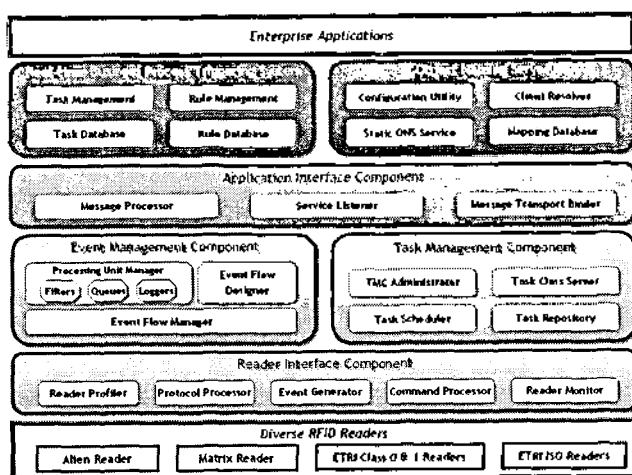 Enterprise Applications
Task Management
Rule Management
Task Database
Rule Database
Configuration Utility
Client Resolver
Static ONS Service
Mapping Database
Application Interface Component
Message Processor
Service Listener
Message Transport Binder
Event Management Component
Processing Unit Manager
Filters
Queues
Loggers
Event Flow
Designer
Event Flow Manager
Task Management Component
TMC Administrator
Task Class Server
Task Scheduler
Task Repository
Reader Interface Component
Reader Profiler
Protocol Processor
Event Generator
Command Processor
Reader Monitor
Diverse RFID Readers
Alien Reader
Matrix Reader
ETRI Class 0 & 1 Readers
ETRI ISO Readers